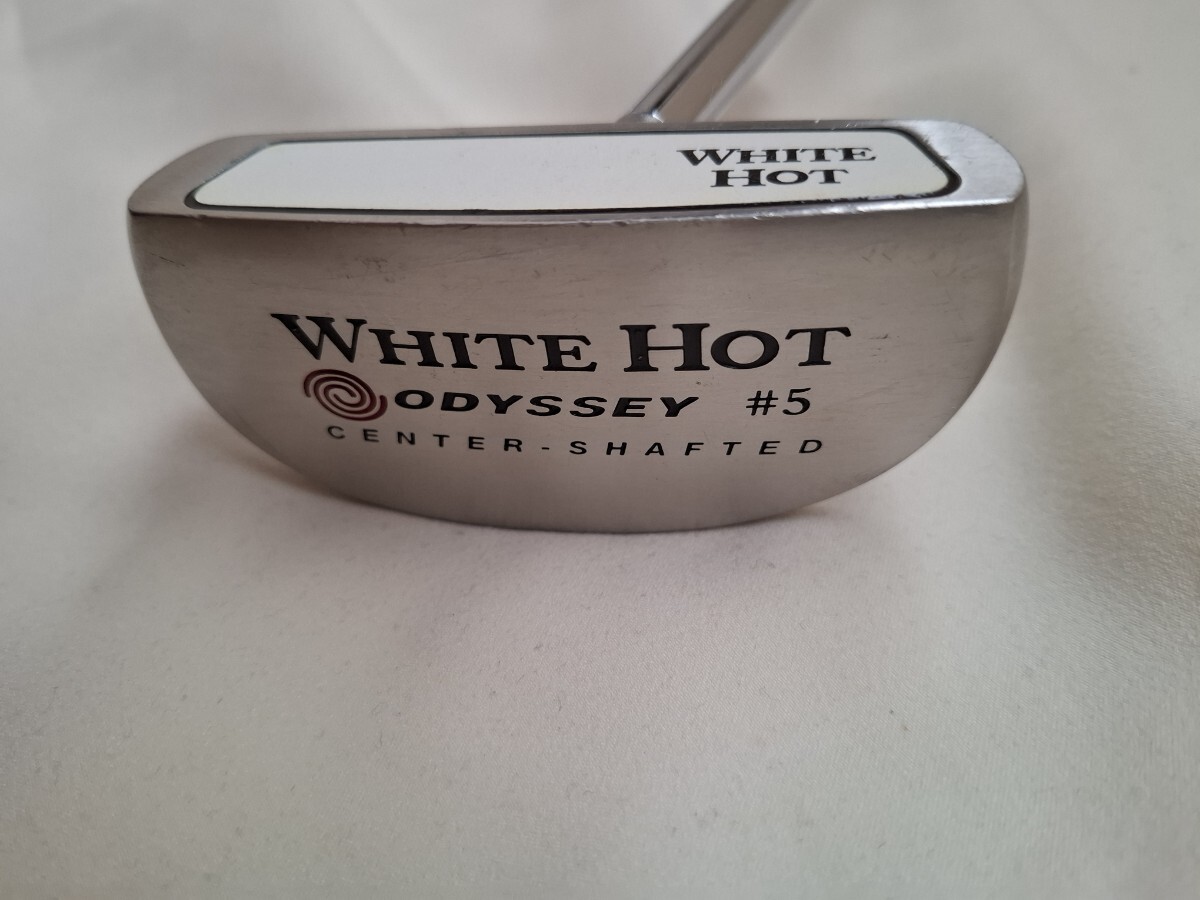 WHITE
HOT
WHITE HOT
ODYSSEY #5
CENTER-SHAFTED